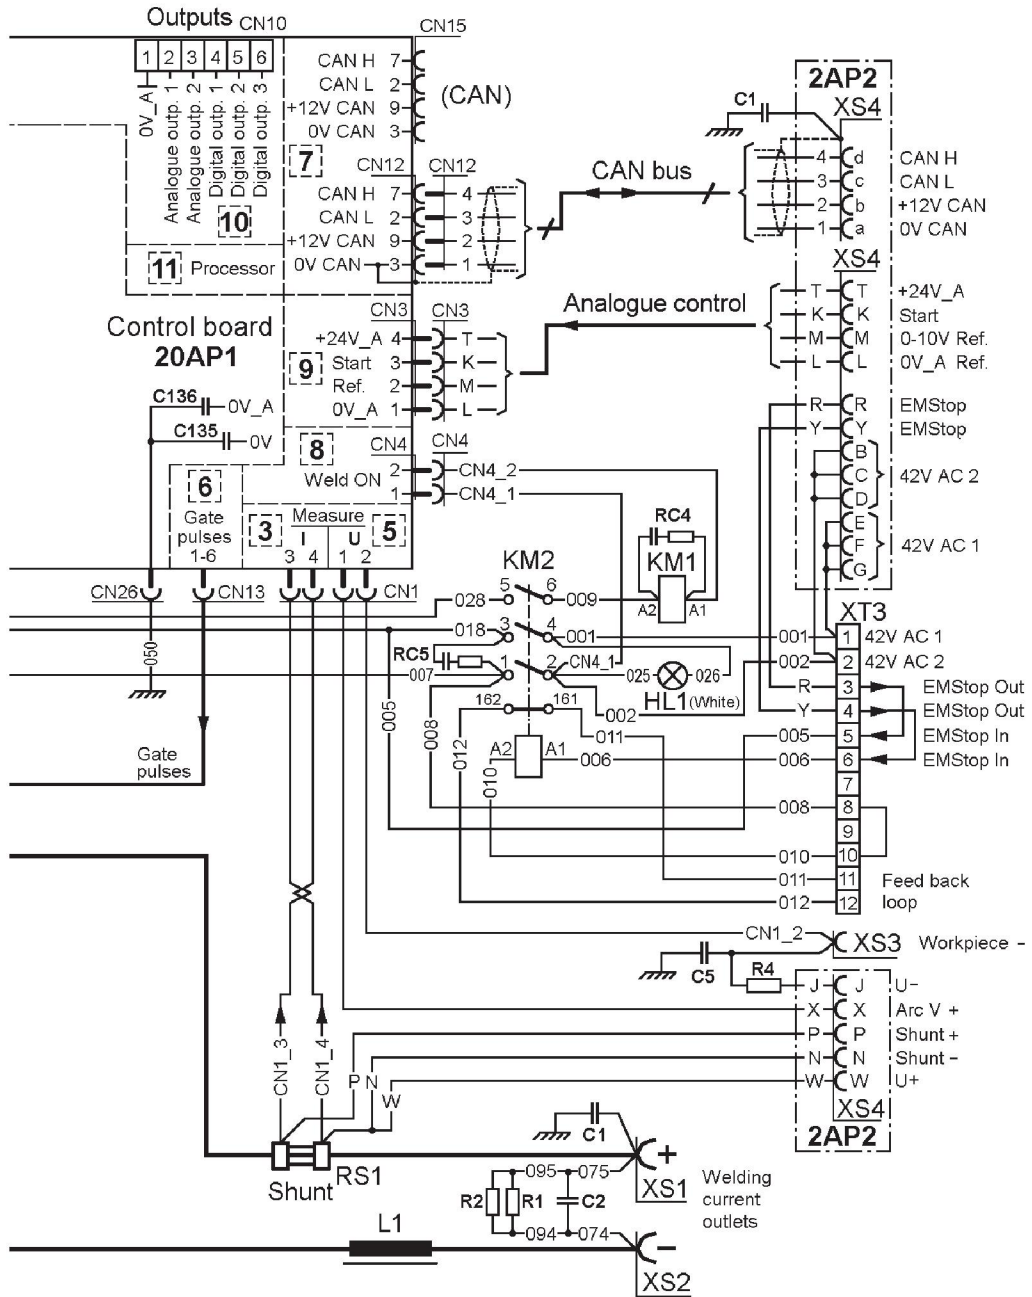 Outputs CN10
1 2 3 4 5 6
0V_A
Analogue outp. 1
Analogue outp. 2
Digital outp. 1
Digital outp. 2
Digital outp. 3
10
7
CN15
CAN H 7
CAN L 2
+12V CAN 9
0V CAN 3
(CAN)
CN12 CN12
CAN H 7 4
CAN L 2 3
+12V CAN 9 2
0V CAN 3 1
CAN bus
11 Processor
Control board
20AP1
CN3 CN3
+24V_A 4 T
Start 3 K
Ref. 2 M
0V_A 1 L
9
Analogue control
C136 0V_A
C135 0V
8
Weld ON
CN4 CN4
2 CN4_2
1 CN4_1
6
Gate
pulses
1-6
3 Measure 5
I U
3 4 1 2
CN26 CN13 CN1
050
Gate
pulses
2AP2
C1
XS4
4 d CAN H
3 c CAN L
2 b +12V CAN
1 a 0V CAN
XS4
T T +24V_A
K K Start
M M 0-10V Ref.
L L 0V_A Ref.
R R EMStop
Y Y EMStop
B
C 42V AC 2
D
E
F 42V AC 1
G
RC4
KM1
A2 A1
KM2
028 5 6 009
018 3 4 001
RC5
007 1 2 CN4_1
025 026
HL1 (White)
002
162 161
011
A2 A1
006
005
008
012
010
XT3
001 1 42V AC 1
002 2 42V AC 2
R 3 EMStop Out
Y 4 EMStop Out
005 5 EMStop In
006 6 EMStop In
7
008 8
9
010 10
011 11 Feed back
012 12 loop
CN1_2 XS3 Workpiece -
C5
R4
J J U-
X X Arc V +
P P Shunt +
N N Shunt -
W W U+
XS4
2AP2
CN1_3
CN1_4
P N
W
Shunt RS1
C1
+
XS1
Welding
current
outlets
095 075
R2 R1 C2
094 074
L1
-
XS2